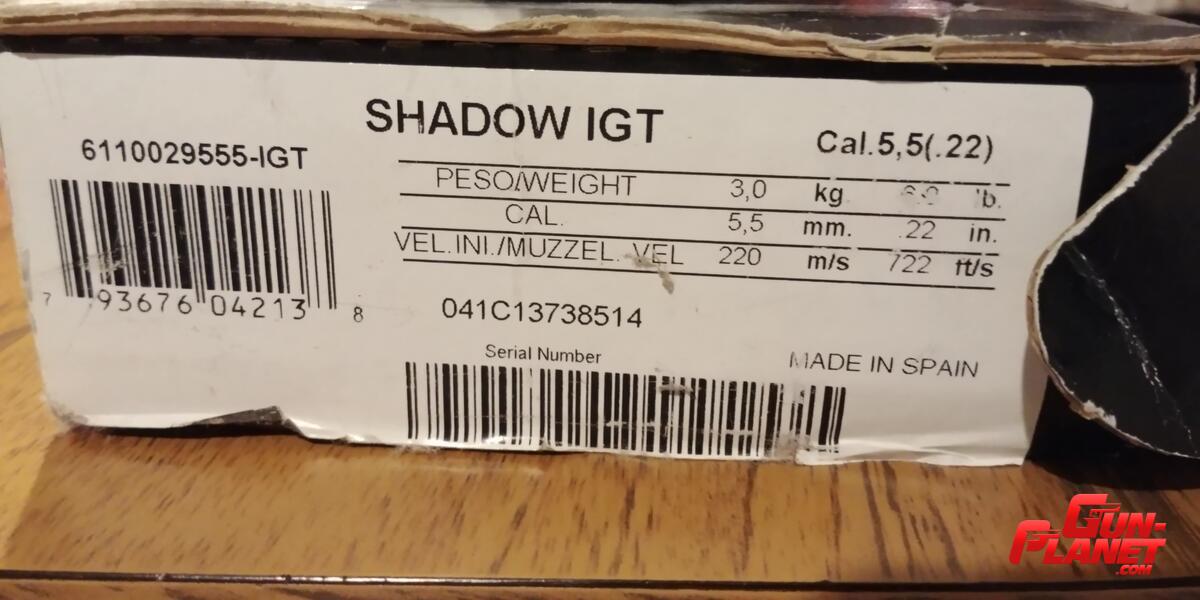 SHADOW IGT
6110029555-IGT
Cal.5,5(.22)
PESO/WEIGHT 3,0 kg lb.
CAL. 5,5 mm. .22 in.
VEL.INI./MUZZEL. VEL 220 m/s 722 ft/s
7 93676 04213 8
041C13738514
Serial Number
MADE IN SPAIN
GUN-
PLANET
.COM